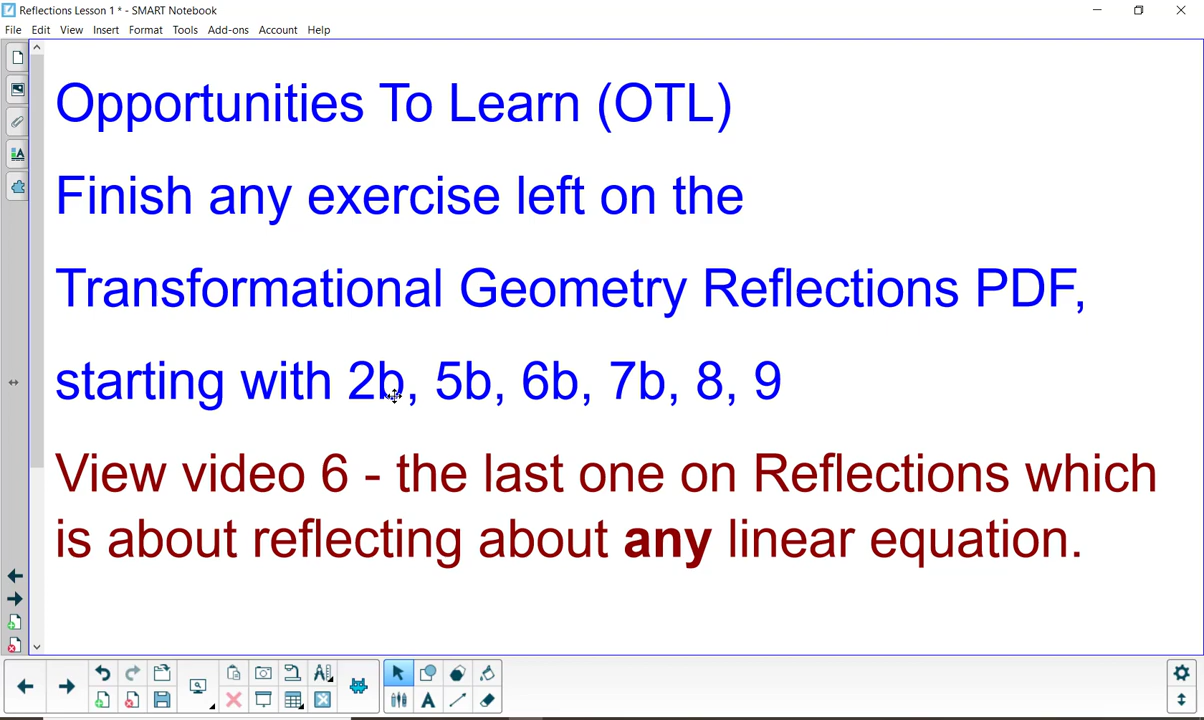 Reflections Lesson 1 * - SMART Notebook
File Edit View Insert Format Tools Add-ons Account Help
Opportunities To Learn (OTL)
Finish any exercise left on the
Transformational Geometry Reflections PDF,
starting with 2b, 5b, 6b, 7b, 8, 9
View video 6 - the last one on Reflections which
is about reflecting about any linear equation.